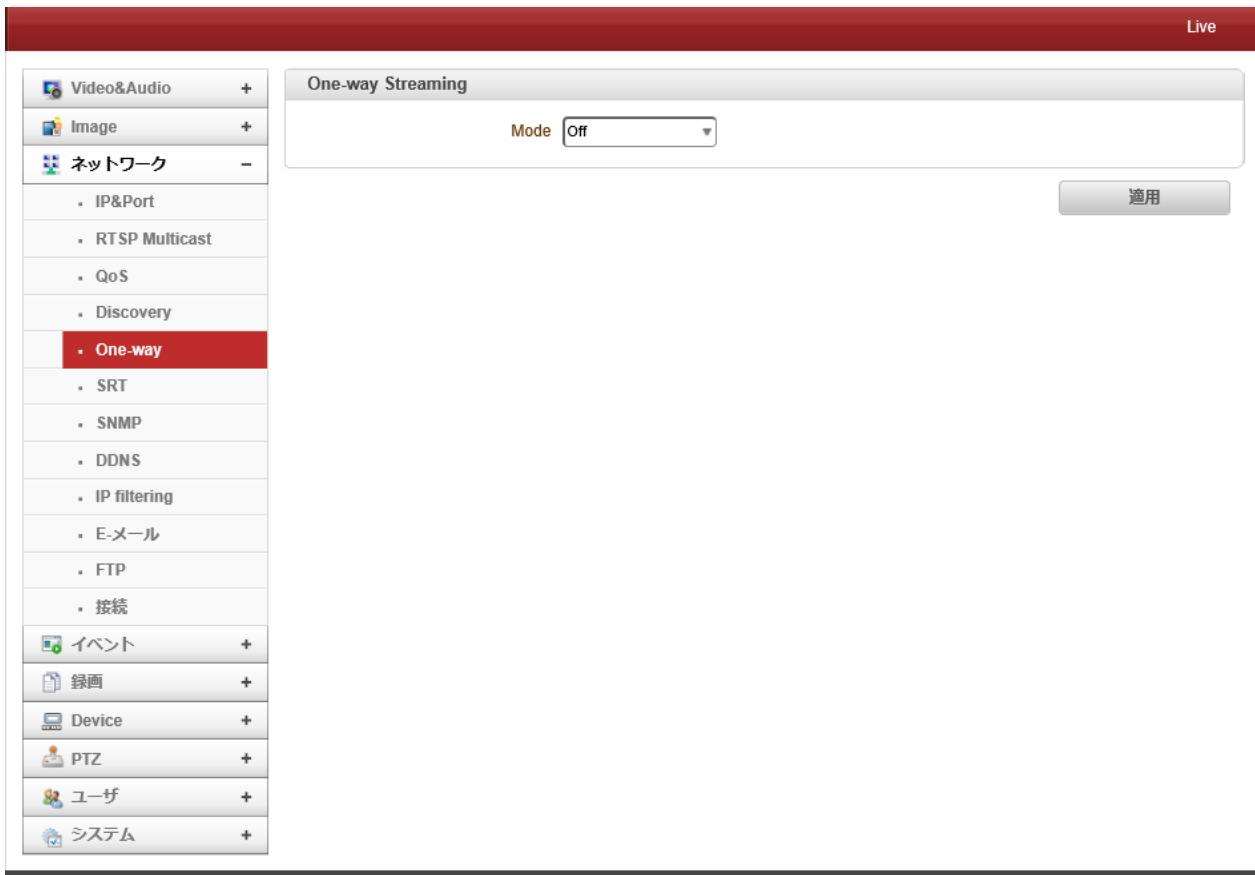 Live
Video&Audio +
Image +
ネットワーク −
IP&Port
RTSP Multicast
QoS
Discovery
One-way
SRT
SNMP
DDNS
IP filtering
E-メール
FTP
接続
イベント +
録画 +
Device +
PTZ +
ユーザ +
システム +
One-way Streaming
Mode Off
適用